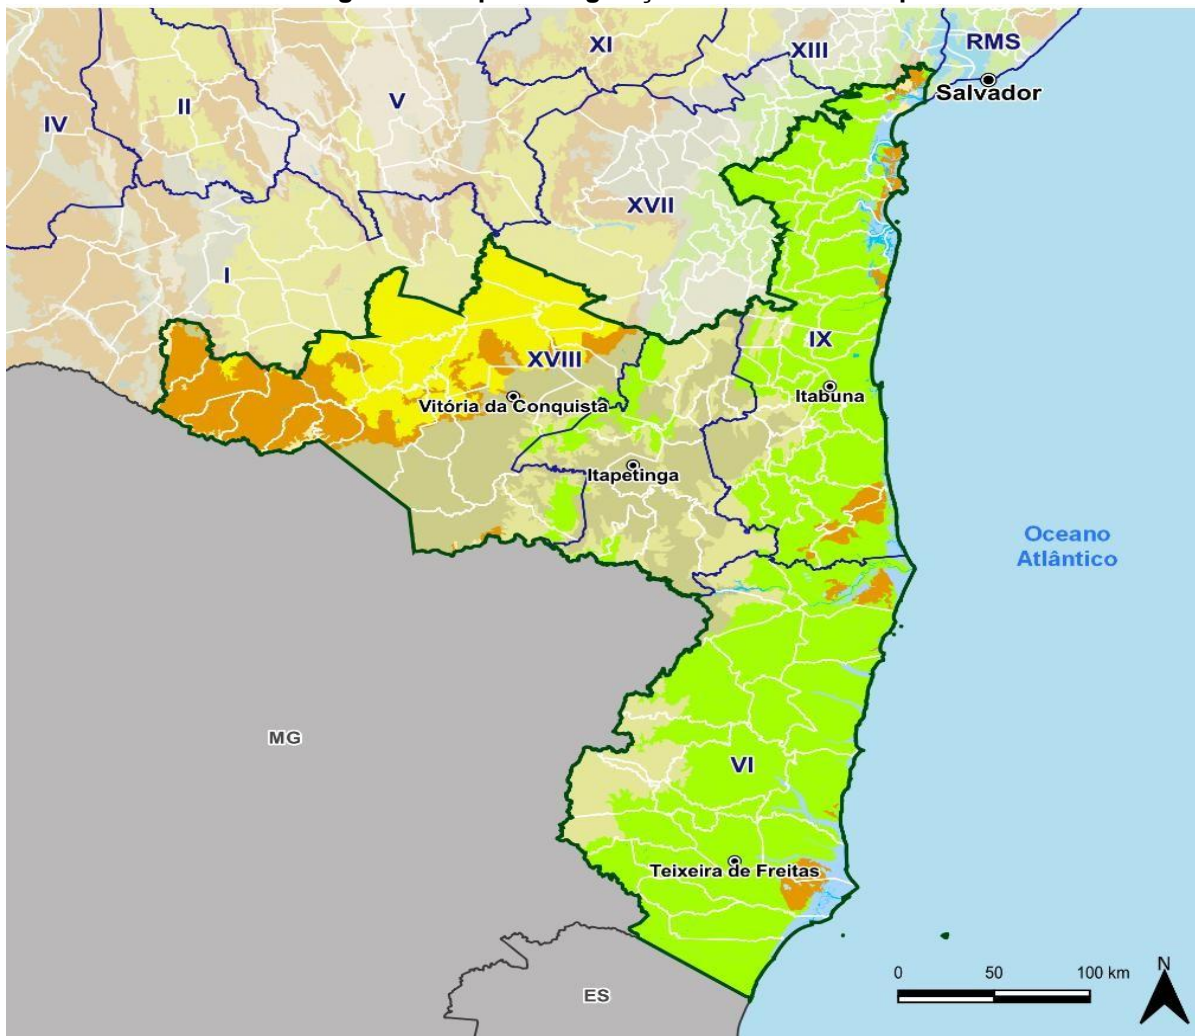 RMS
XI
XIII
Salvador
V
II
IV
XVII
I
IX
XVIII
Itabuna
Vitória da Conquista
Itapetinga
Oceano
Atlântico
MG
VI
Teixeira de Freitas
0 50 100 km
N
ES